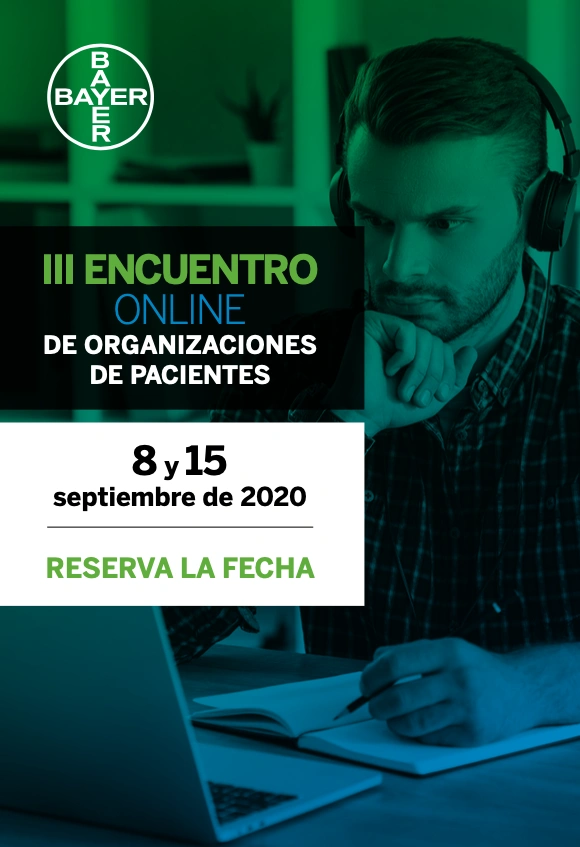 BAYER
BAYER
III ENCUENTRO
ONLINE
DE ORGANIZACIONES
DE PACIENTES
8 y 15
septiembre de 2020
RESERVA LA FECHA